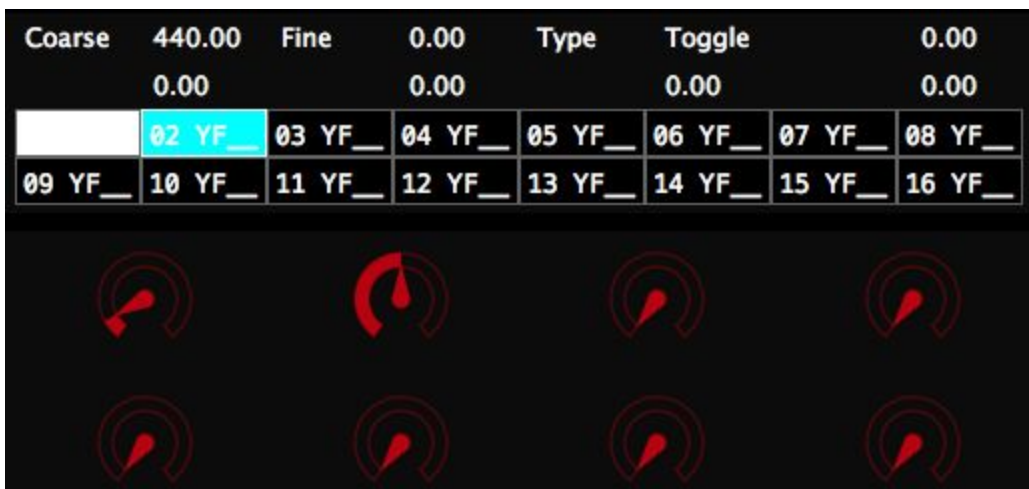 Coarse 440.00 Fine 0.00 Type Toggle 0.00
0.00 0.00 0.00 0.00
02 YF__ 03 YF__ 04 YF__ 05 YF__ 06 YF__ 07 YF__ 08 YF__
09 YF__ 10 YF__ 11 YF__ 12 YF__ 13 YF__ 14 YF__ 15 YF__ 16 YF__